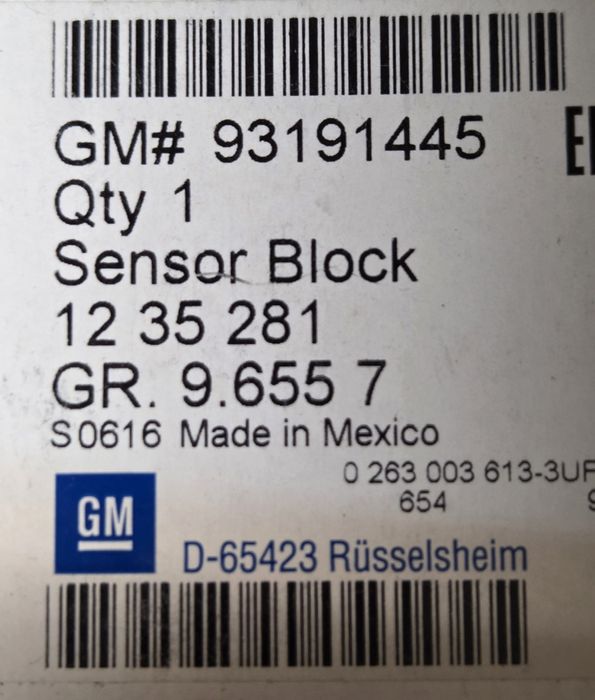 GM# 93191445
Qty 1
Sensor Block
12 35 281
GR. 9.655 7
S0616 Made in Mexico
0 263 003 613-3UF
654
GM
D-65423 Rüsselsheim